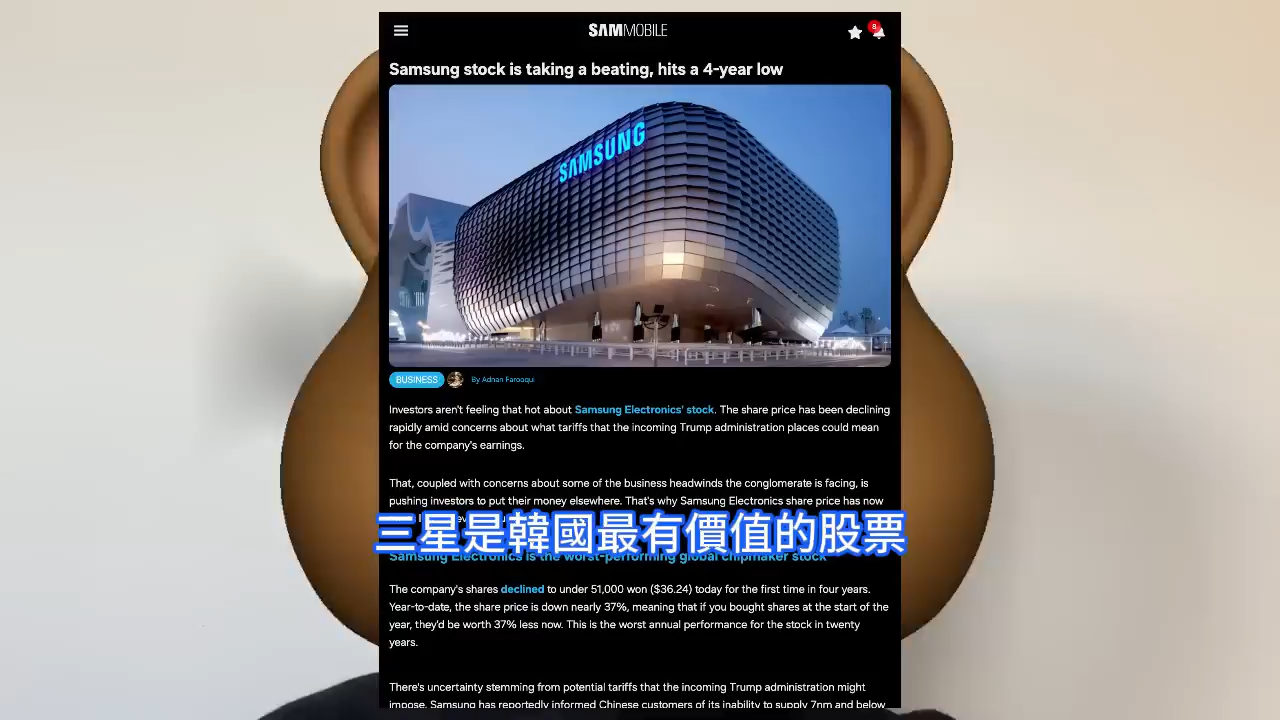 SAMMOBILE
8
Samsung stock is taking a beating, hits a 4-year low
SAMSUNG
BUSINESS
By Adnan Farooqui
Investors aren't feeling that hot about Samsung Electronics' stock. The share price has been declining
rapidly amid concerns about what tariffs that the incoming Trump administration places could mean
for the company's earnings.
That, coupled with concerns about some of the business headwinds the conglomerate is facing, is
pushing investors to put their money elsewhere. That's why Samsung Electronics share price has now
三星是韓國最有價值的股票
Samsung Electronics is the worst-performing global chipmaker stock
The company's shares declined to under 51,000 won ($36.24) today for the first time in four years.
Year-to-date, the share price is down nearly 37%, meaning that if you bought shares at the start of the
year, they'd be worth 37% less now. This is the worst annual performance for the stock in twenty
years.
There's uncertainty stemming from potential tariffs that the incoming Trump administration might
impose. Samsung has reportedly informed Chinese customers of its inability to supply 7nm and below